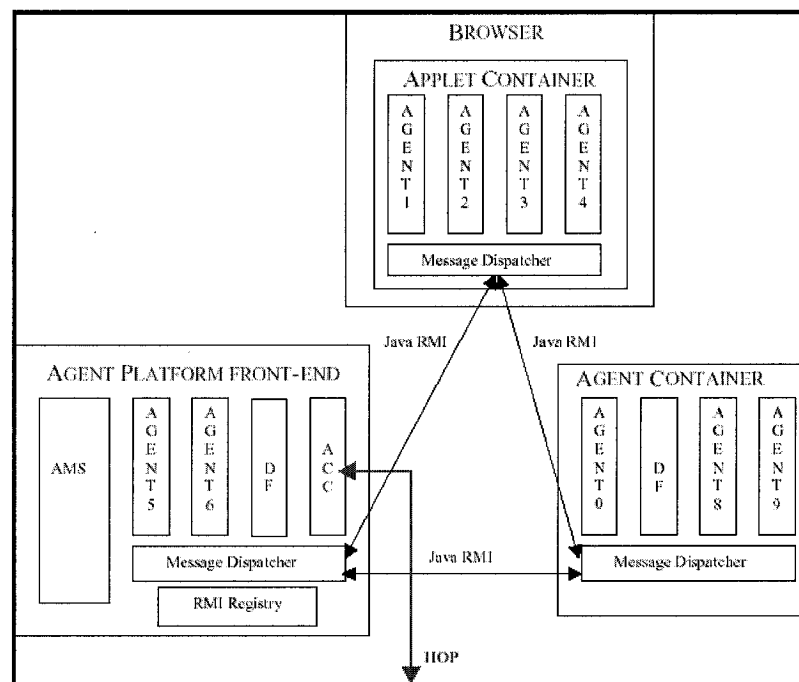 BROWSER
APPLET CONTAINER
AGENT1
AGENT2
AGENT3
AGENT4
Message Dispatcher
Java RMI
Java RMI
AGENT PLATFORM FRONT-END
AMS
AGENT5
AGENT6
DF
ACC
Message Dispatcher
RMI Registry
Java RMI
AGENT CONTAINER
AGENT0
DF
AGENT8
AGENT9
Message Dispatcher
IIOP